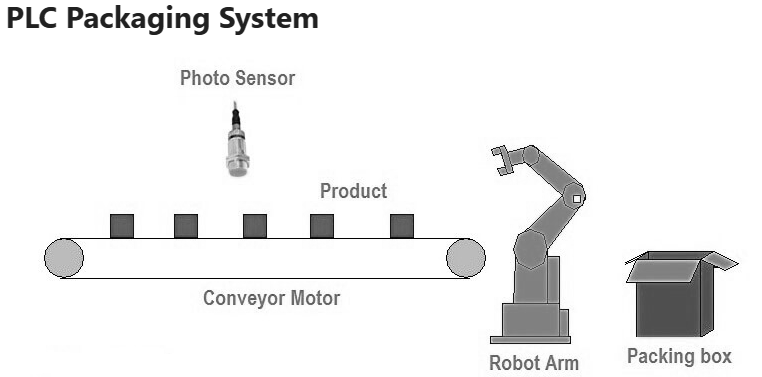 PLC Packaging System
Photo Sensor
Product
Conveyor Motor
Robot Arm
Packing box